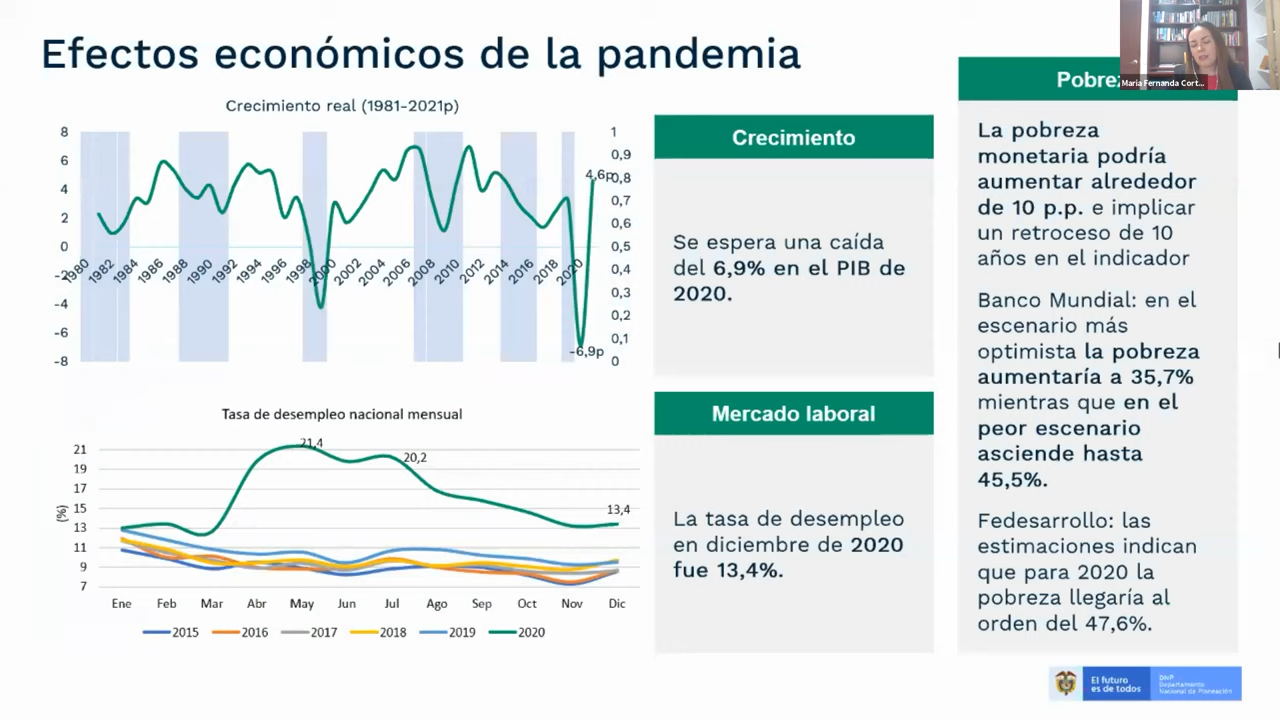 Efectos económicos de la pandemia
Maria Fernanda Cort...
Crecimiento real (1981-2021p)
8
6
4
2
0
-2
-4
-6
-8
1
0,9
0,8
0,7
0,6
0,5
0,4
0,3
0,2
0,1
0
4,6p
-6,9p
1980 1982 1984 1986 1988 1990 1992 1994 1996 1998 2000 2002 2004 2006 2008 2010 2012 2014 2016 2018 2020
Tasa de desempleo nacional mensual
(%)
21
19
17
15
13
11
9
7
21,4
20,2
13,4
Ene Feb Mar Abr May Jun Jul Ago Sep Oct Nov Dic
2015 2016 2017 2018 2019 2020
Crecimiento
Se espera una caída
del 6,9% en el PIB de
2020.
Mercado laboral
La tasa de desempleo
en diciembre de 2020
fue 13,4%.
La pobreza
monetaria podría
aumentar alrededor
de 10 p.p. e implicar
un retroceso de 10
años en el indicador
Banco Mundial: en el
escenario más
optimista la pobreza
aumentaría a 35,7%
mientras que en el
peor escenario
asciende hasta
45,5%.
Fedesarrollo: las
estimaciones indican
que para 2020 la
pobreza llegaría al
orden del 47,6%.
El futuro
es de todos
DNP
Departamento
Nacional de Planeación